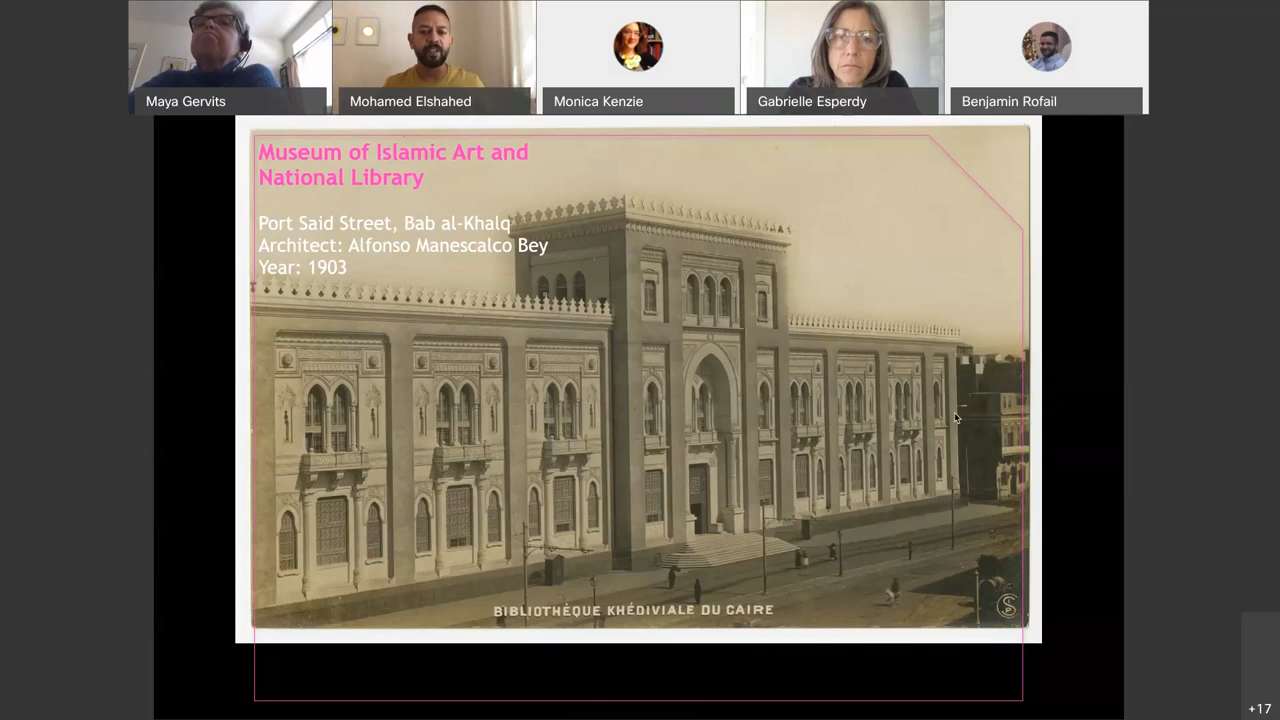 Maya Gervits
Mohamed Elshahed
Monica Kenzie
Gabrielle Esperdy
Benjamin Rofail
Museum of Islamic Art and
National Library
Port Said Street, Bab al-Khalq
Architect: Alfonso Manescalco Bey
Year: 1903
BIBLIOTHÈQUE KHÉDIVIALE DU CAIRE
+17